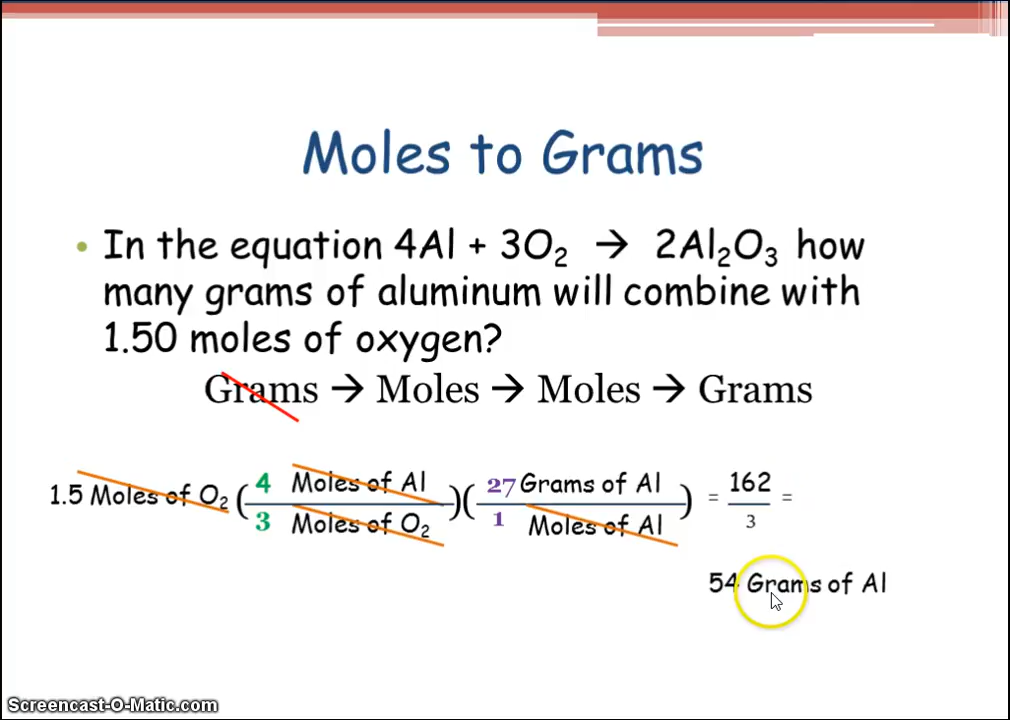 Moles to Grams
• In the equation 4Al + 3O₂ → 2Al₂O₃ how
many grams of aluminum will combine with
1.50 moles of oxygen?
Grams → Moles → Moles → Grams
1.5 Moles of O₂ (4 Moles of Al / 3 Moles of O₂)(27 Grams of Al / 1 Moles of Al) = 162/3 =
54 Grams of Al
Screencast-O-Matic.com